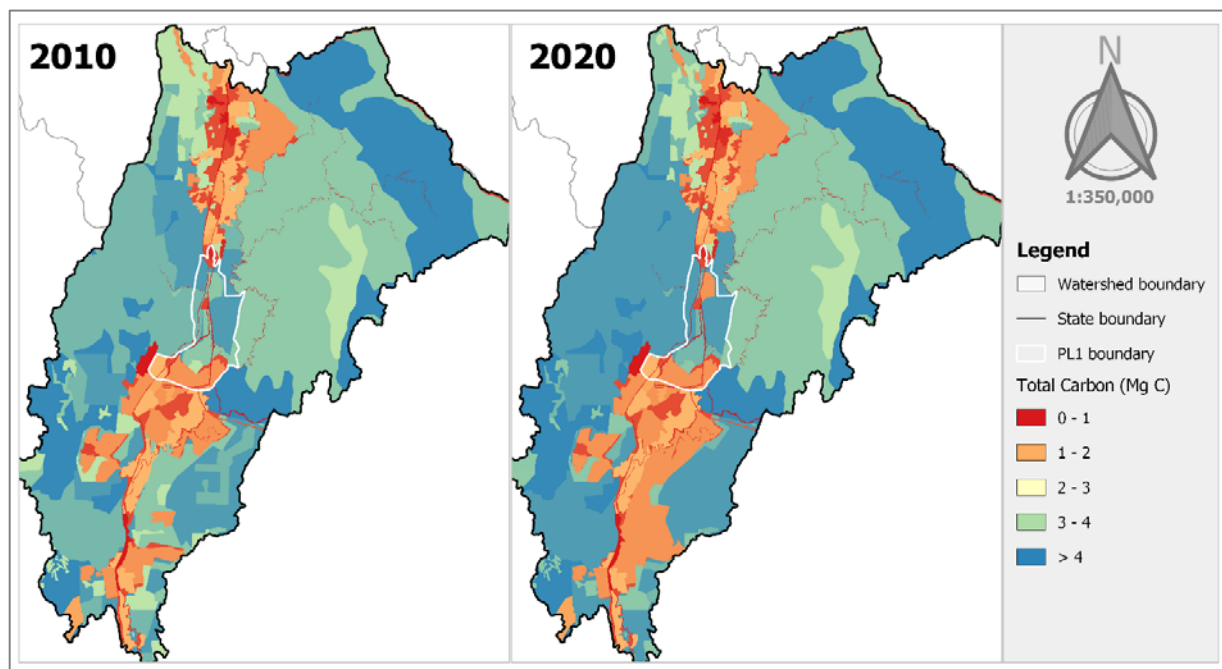 2010
2020
N
1:350,000
Legend
Watershed boundary
State boundary
PL1 boundary
Total Carbon (Mg C)
0 - 1
1 - 2
2 - 3
3 - 4
> 4